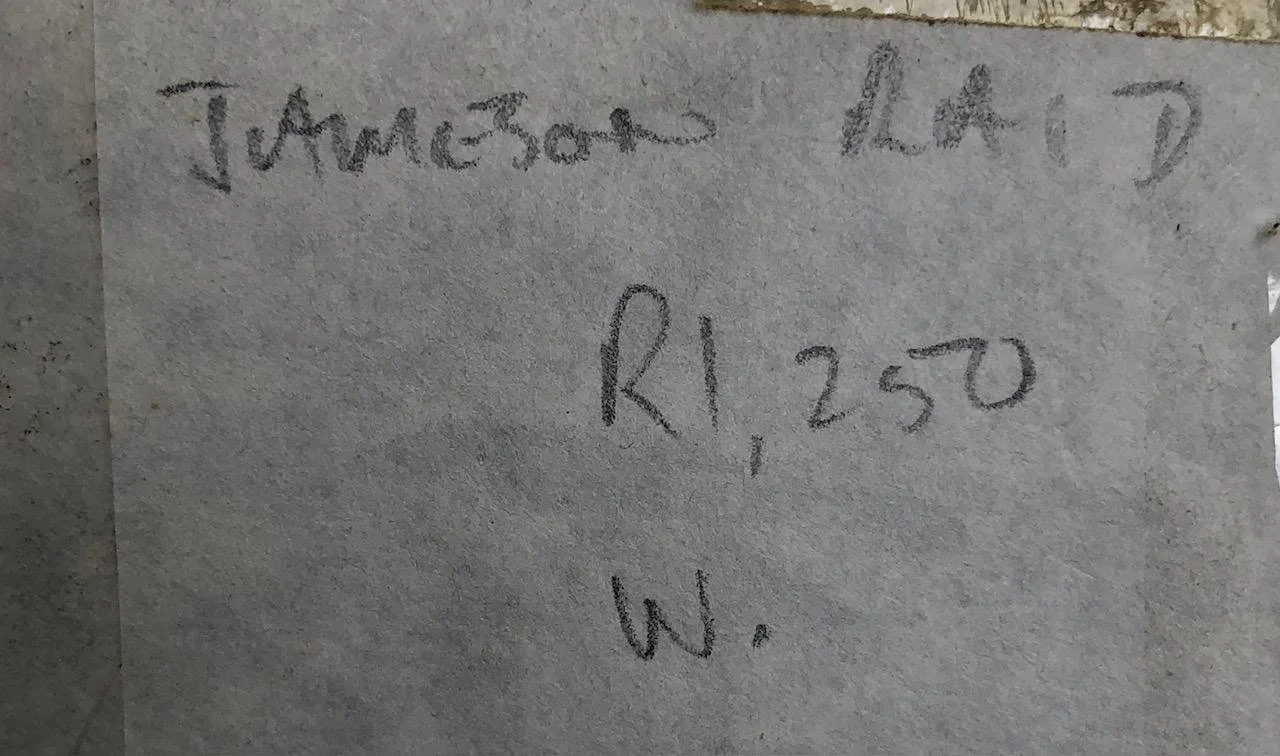 JAMESON RAID
R1,250
W.